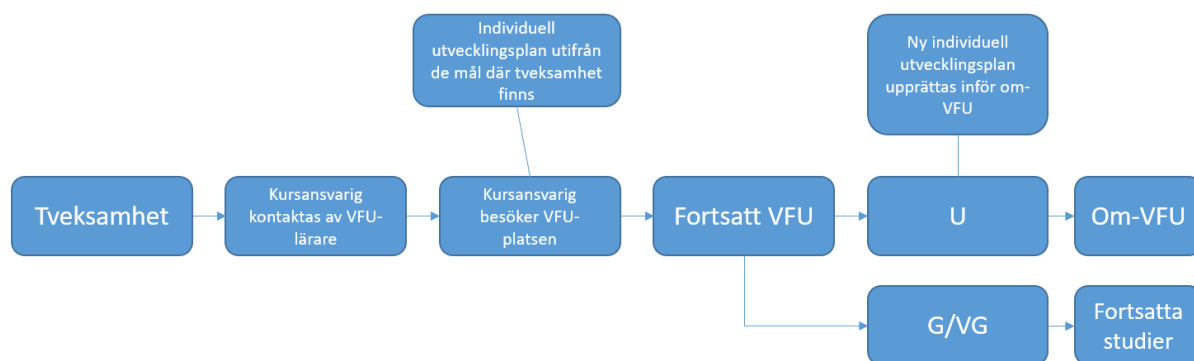 Individuell
utvecklingsplan utifrån
de mål där tveksamhet
finns
Ny individuell
utvecklingsplan
upprättas inför om-
VFU
Tveksamhet
Kursansvarig
kontaktas av VFU-
lärare
Kursansvarig
besöker VFU-
platsen
Fortsatt VFU
U
Om-VFU
G/VG
Fortsatta
studier